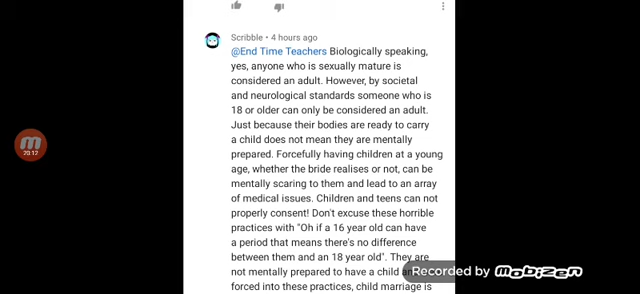 Scribble • 4 hours ago
@End Time Teachers Biologically speaking,
yes, anyone who is sexually mature is
considered an adult. However, by societal
and neurological standards someone who is
18 or older can only be considered an adult.
Just because their bodies are ready to carry
a child does not mean they are mentally
prepared. Forcefully having children at a young
age, whether the bride realises or not, can be
mentally scaring to them and lead to an array
of medical issues. Children and teens can not
properly consent! Don't excuse these horrible
practices with "Oh if a 16 year old can have
a period that means there's no difference
between them and an 18 year old". They are
not mentally prepared to have a child
forced into these practices, child marriage is
20:12
Recorded by Mobizen